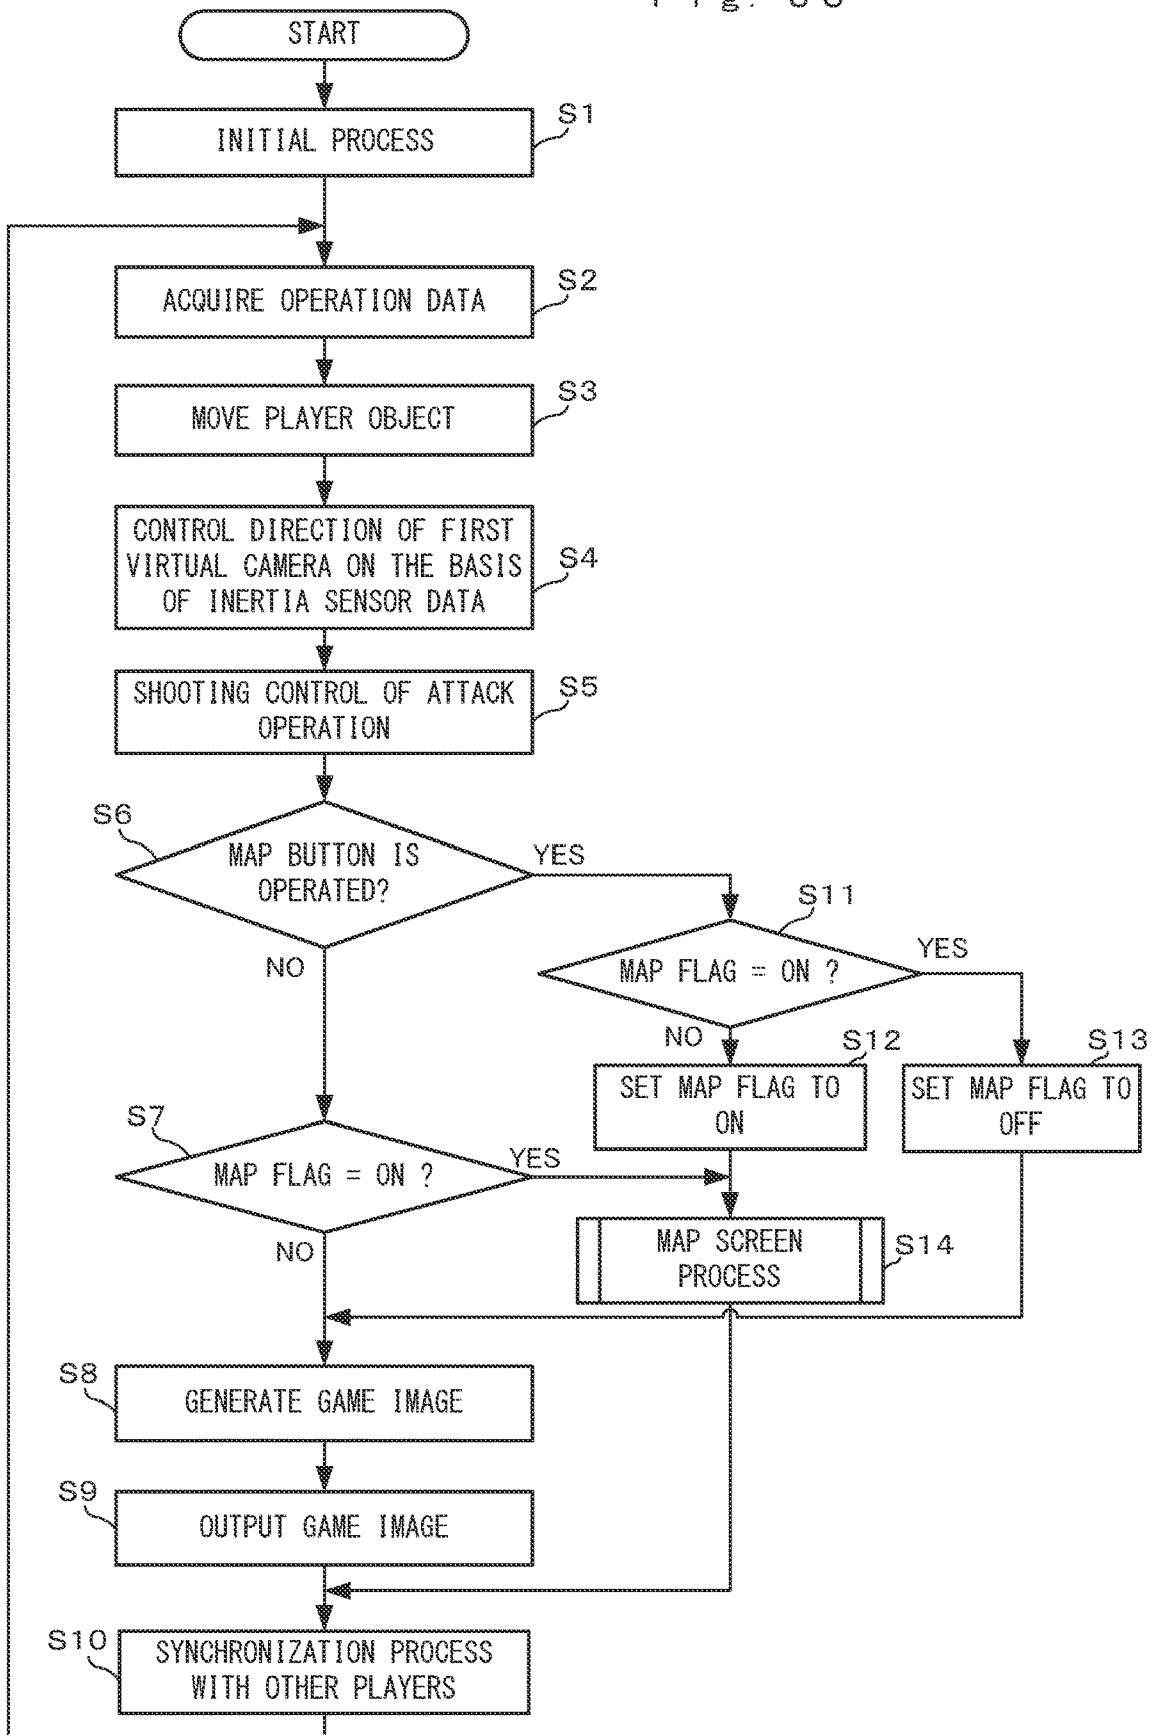 START
S1
INITIAL PROCESS
S2
ACQUIRE OPERATION DATA
S3
MOVE PLAYER OBJECT
CONTROL DIRECTION OF FIRST
VIRTUAL CAMERA ON THE BASIS
OF INERTIA SENSOR DATA
S4
SHOOTING CONTROL OF ATTACK
OPERATION
S5
S6
MAP BUTTON IS
OPERATED?
YES
NO
S11
MAP FLAG = ON ?
YES
NO
S12
SET MAP FLAG TO
ON
S13
SET MAP FLAG TO
OFF
S7
MAP FLAG = ON ?
YES
NO
MAP SCREEN
PROCESS
S14
S8
GENERATE GAME IMAGE
S9
OUTPUT GAME IMAGE
S10
SYNCHRONIZATION PROCESS
WITH OTHER PLAYERS